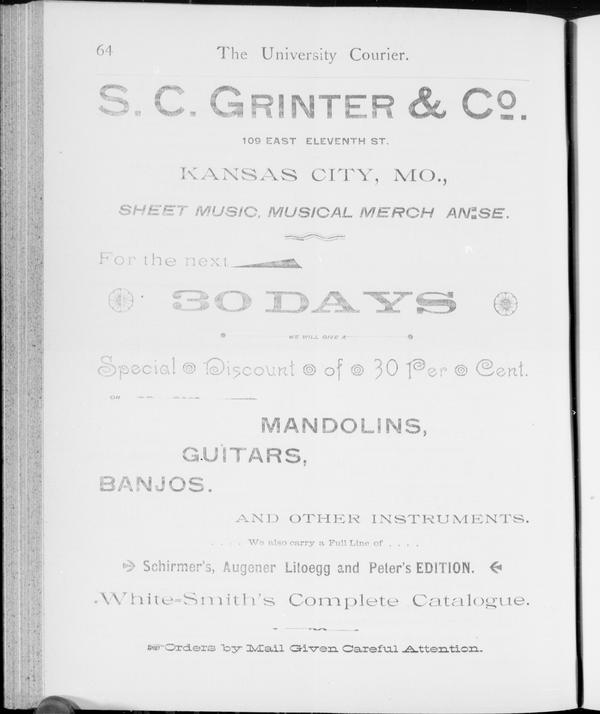 64
The University Courier.
S. C. GRINTER & Co.
109 EAST ELEVENTH ST.
KANSAS CITY, MO.,
SHEET MUSIC, MUSICAL MERCH AN SE.
For the next
30 DAYS
WE WILL GIVE A
Special Discount of 30 Per Cent.
ON
MANDOLINS,
GUITARS,
BANJOS.
AND OTHER INSTRUMENTS.
. . . . We also carry a Full Line of . . . .
Schirmer's, Augener Litoegg and Peter's EDITION.
White-Smith's Complete Catalogue.
Orders by Mail Given Careful Attention.